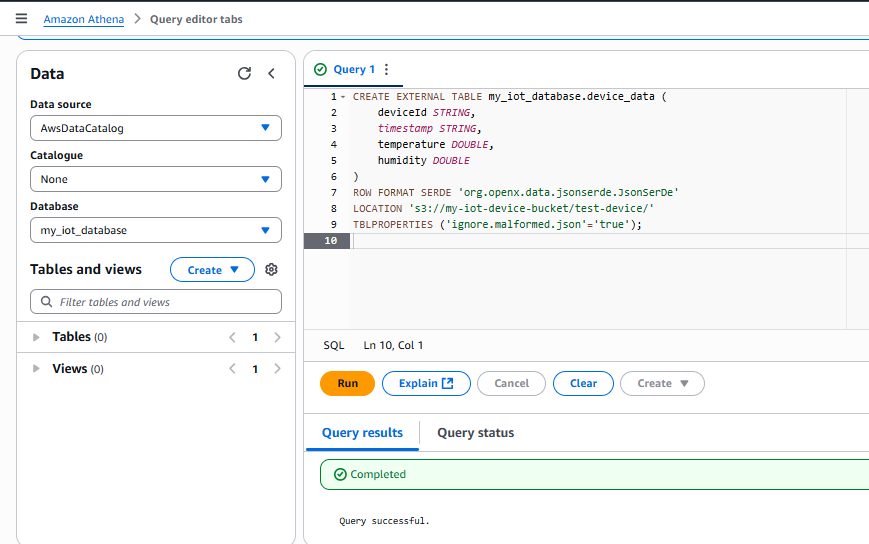 Amazon Athena > Query editor tabs
Data
Data source
AwsDataCatalog
Catalogue
None
Database
my_iot_database
Tables and views
Create
Filter tables and views
Tables (0)
1
Views (0)
1
Query 1
1 CREATE EXTERNAL TABLE my_iot_database.device_data (
2 deviceId STRING,
3 timestamp STRING,
4 temperature DOUBLE,
5 humidity DOUBLE
6 )
7 ROW FORMAT SERDE 'org.openx.data.jsonserde.JsonSerDe'
8 LOCATION 's3://my-iot-device-bucket/test-device/'
9 TBLPROPERTIES ('ignore.malformed.json'='true');
10
SQL Ln 10, Col 1
Run Explain Cancel Clear Create
Query results Query status
Completed
Query successful.